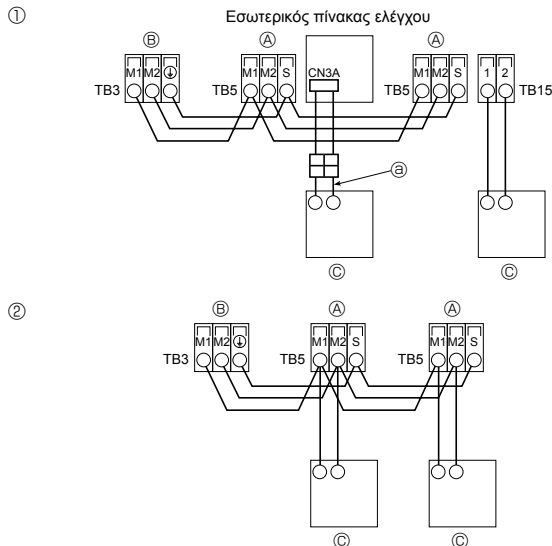 ①
Εσωτερικός πίνακας ελέγχου
Ⓑ Ⓐ Ⓐ
M1 M2 ⏚ M1 M2 S CN3A M1 M2 S 1 2
TB3 TB5 TB5 TB15
ⓐ
Ⓒ Ⓒ
②
Ⓑ Ⓐ Ⓐ
M1 M2 ⏚ M1 M2 S M1 M2 S
TB3 TB5 TB5
Ⓒ Ⓒ